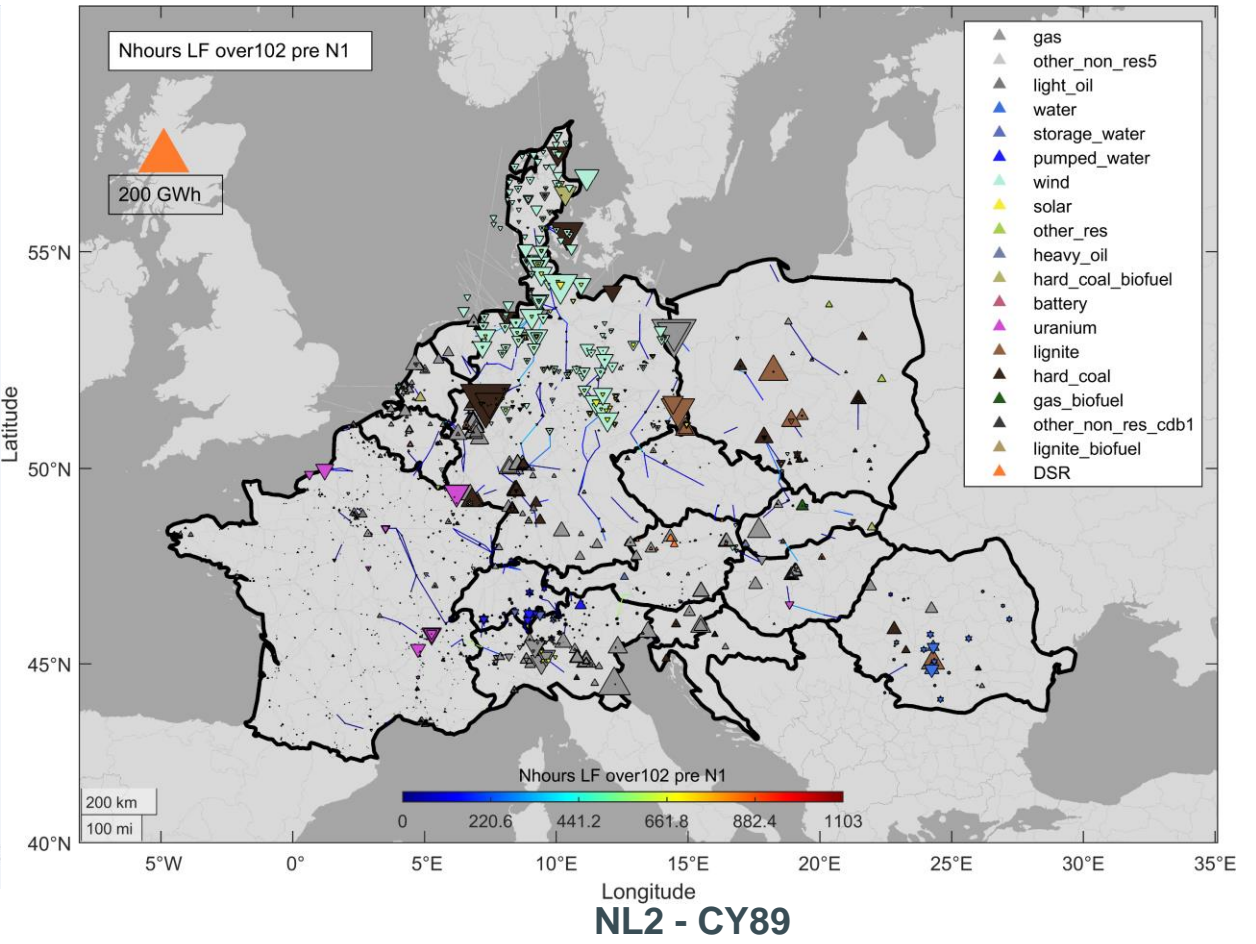 Nhours LF over102 pre N1
200 GWh
gas
other_non_res5
light_oil
water
storage_water
pumped_water
wind
solar
other_res
heavy_oil
hard_coal_biofuel
battery
uranium
lignite
hard_coal
gas_biofuel
other_non_res_cdb1
lignite_biofuel
DSR
55°N
50°N
45°N
40°N
Latitude
Nhours LF over102 pre N1
0 220.6 441.2 661.8 882.4 1103
200 km
100 mi
5°W 0° 5°E 10°E 15°E 20°E 25°E 30°E 35°E
Longitude
NL2 - CY89